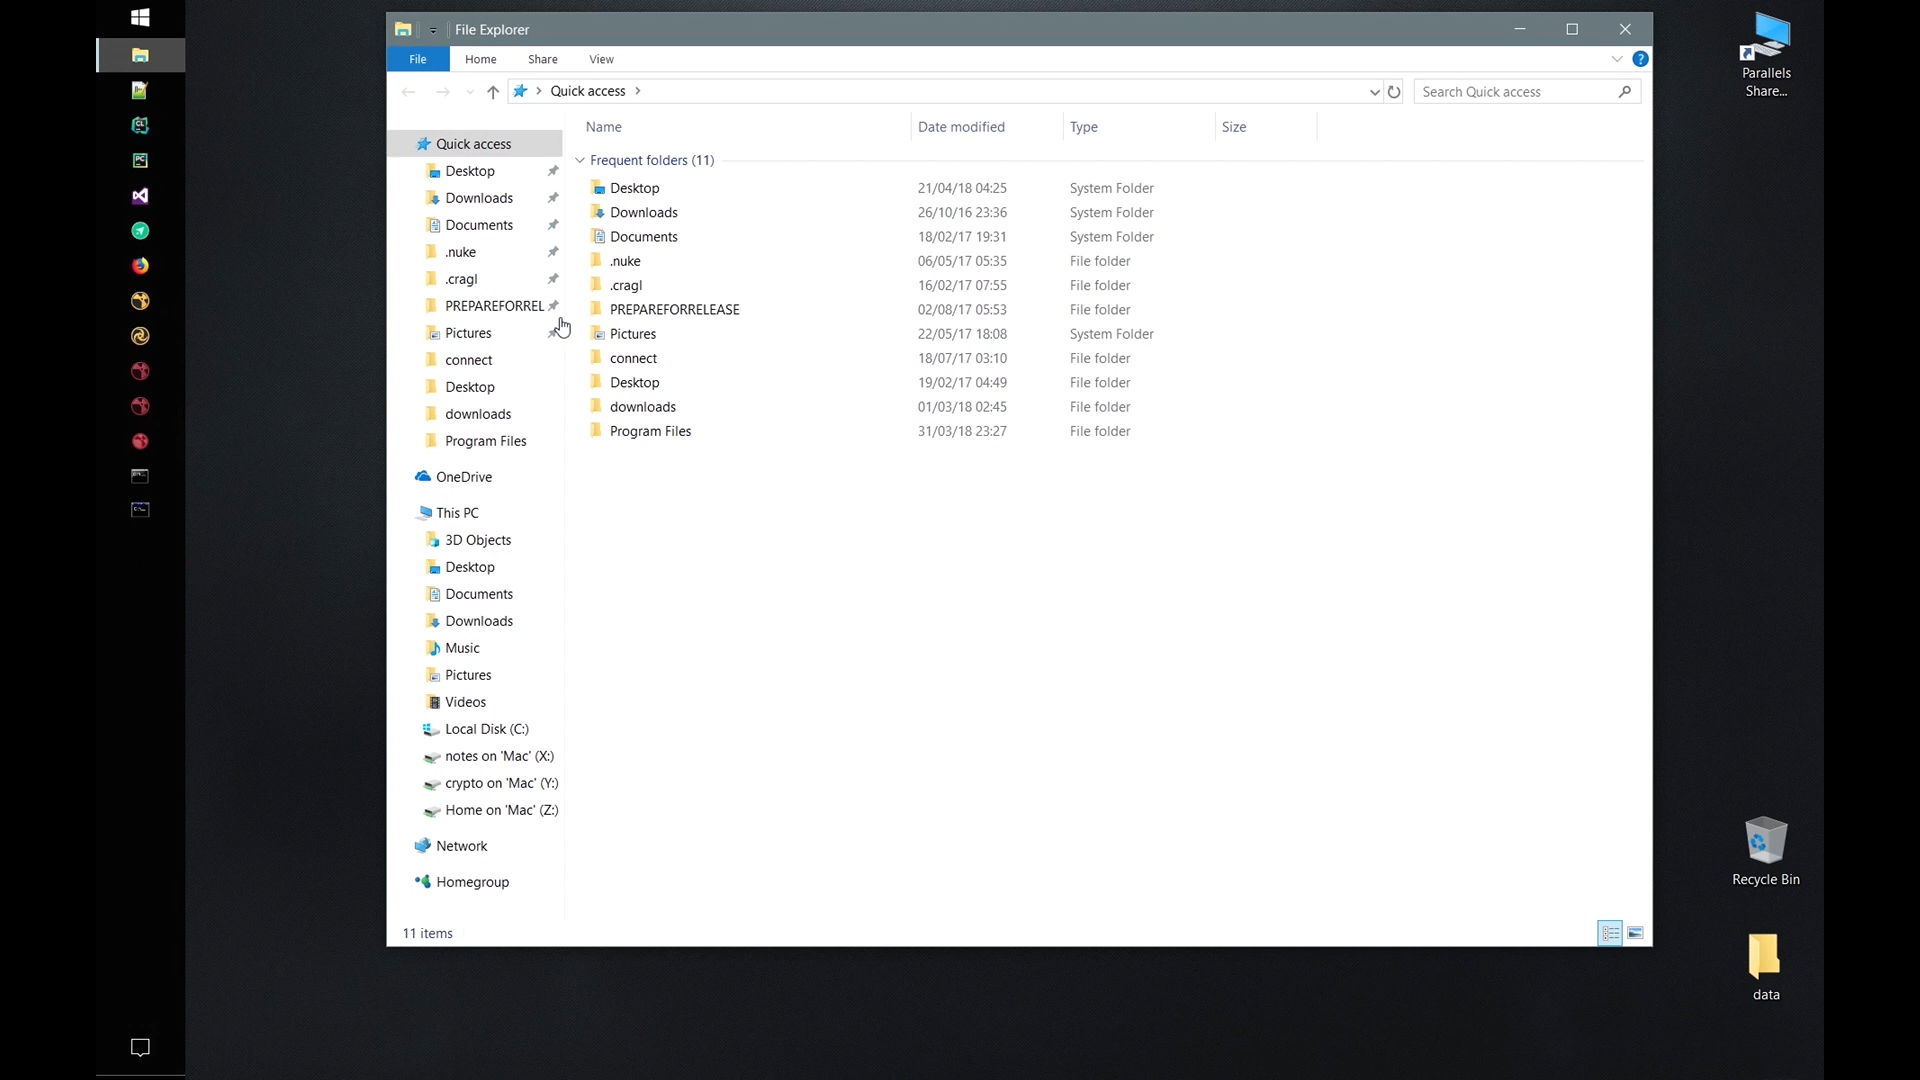 File Explorer
File Home Share View
Quick access
Search Quick access
Parallels
Share...
Name Date modified Type Size
Quick access
Desktop
Downloads
Documents
.nuke
.cragl
PREPAREFORREL
Pictures
connect
Desktop
downloads
Program Files
OneDrive
This PC
3D Objects
Desktop
Documents
Downloads
Music
Pictures
Videos
Local Disk (C:)
notes on 'Mac' (X:)
crypto on 'Mac' (Y:)
Home on 'Mac' (Z:)
Network
Homegroup
Frequent folders (11)
Desktop 21/04/18 04:25 System Folder
Downloads 26/10/16 23:36 System Folder
Documents 18/02/17 19:31 System Folder
.nuke 06/05/17 05:35 File folder
.cragl 16/02/17 07:55 File folder
PREPAREFORRELEASE 02/08/17 05:53 File folder
Pictures 22/05/17 18:08 System Folder
connect 18/07/17 03:10 File folder
Desktop 19/02/17 04:49 File folder
downloads 01/03/18 02:45 File folder
Program Files 31/03/18 23:27 File folder
11 items
Recycle Bin
data